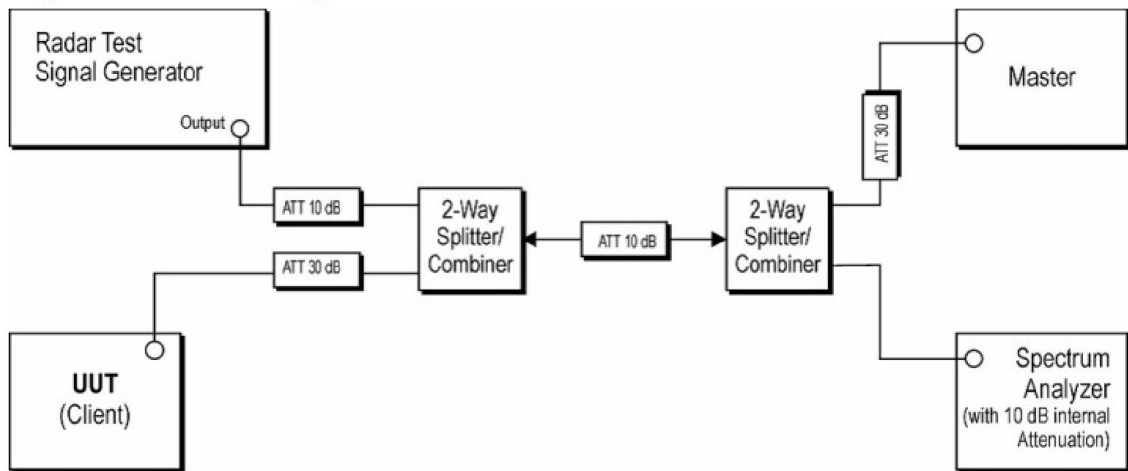 Radar Test
Signal Generator
Output
ATT 10 dB
ATT 30 dB
UUT
(Client)
2-Way
Splitter/
Combiner
ATT 10 dB
2-Way
Splitter/
Combiner
ATT 30 dB
Master
Spectrum
Analyzer
(with 10 dB internal
Attenuation)